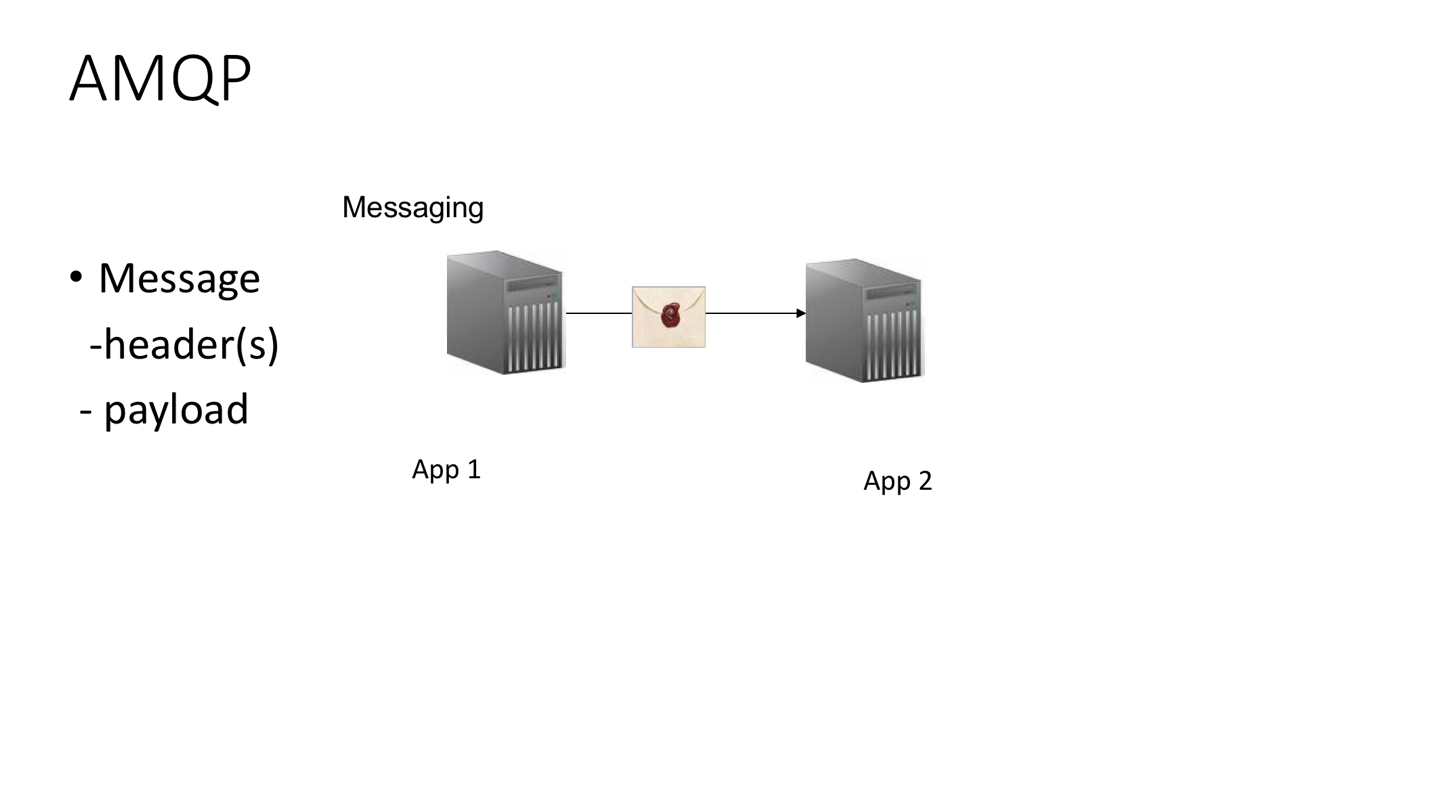 AMQP
Messaging
• Message
-header(s)
- payload
App 1
App 2